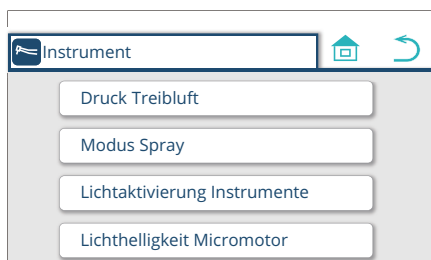 Instrument
Druck Treibluft
Modus Spray
Lichtaktivierung Instrumente
Lichthelligkeit Micromotor